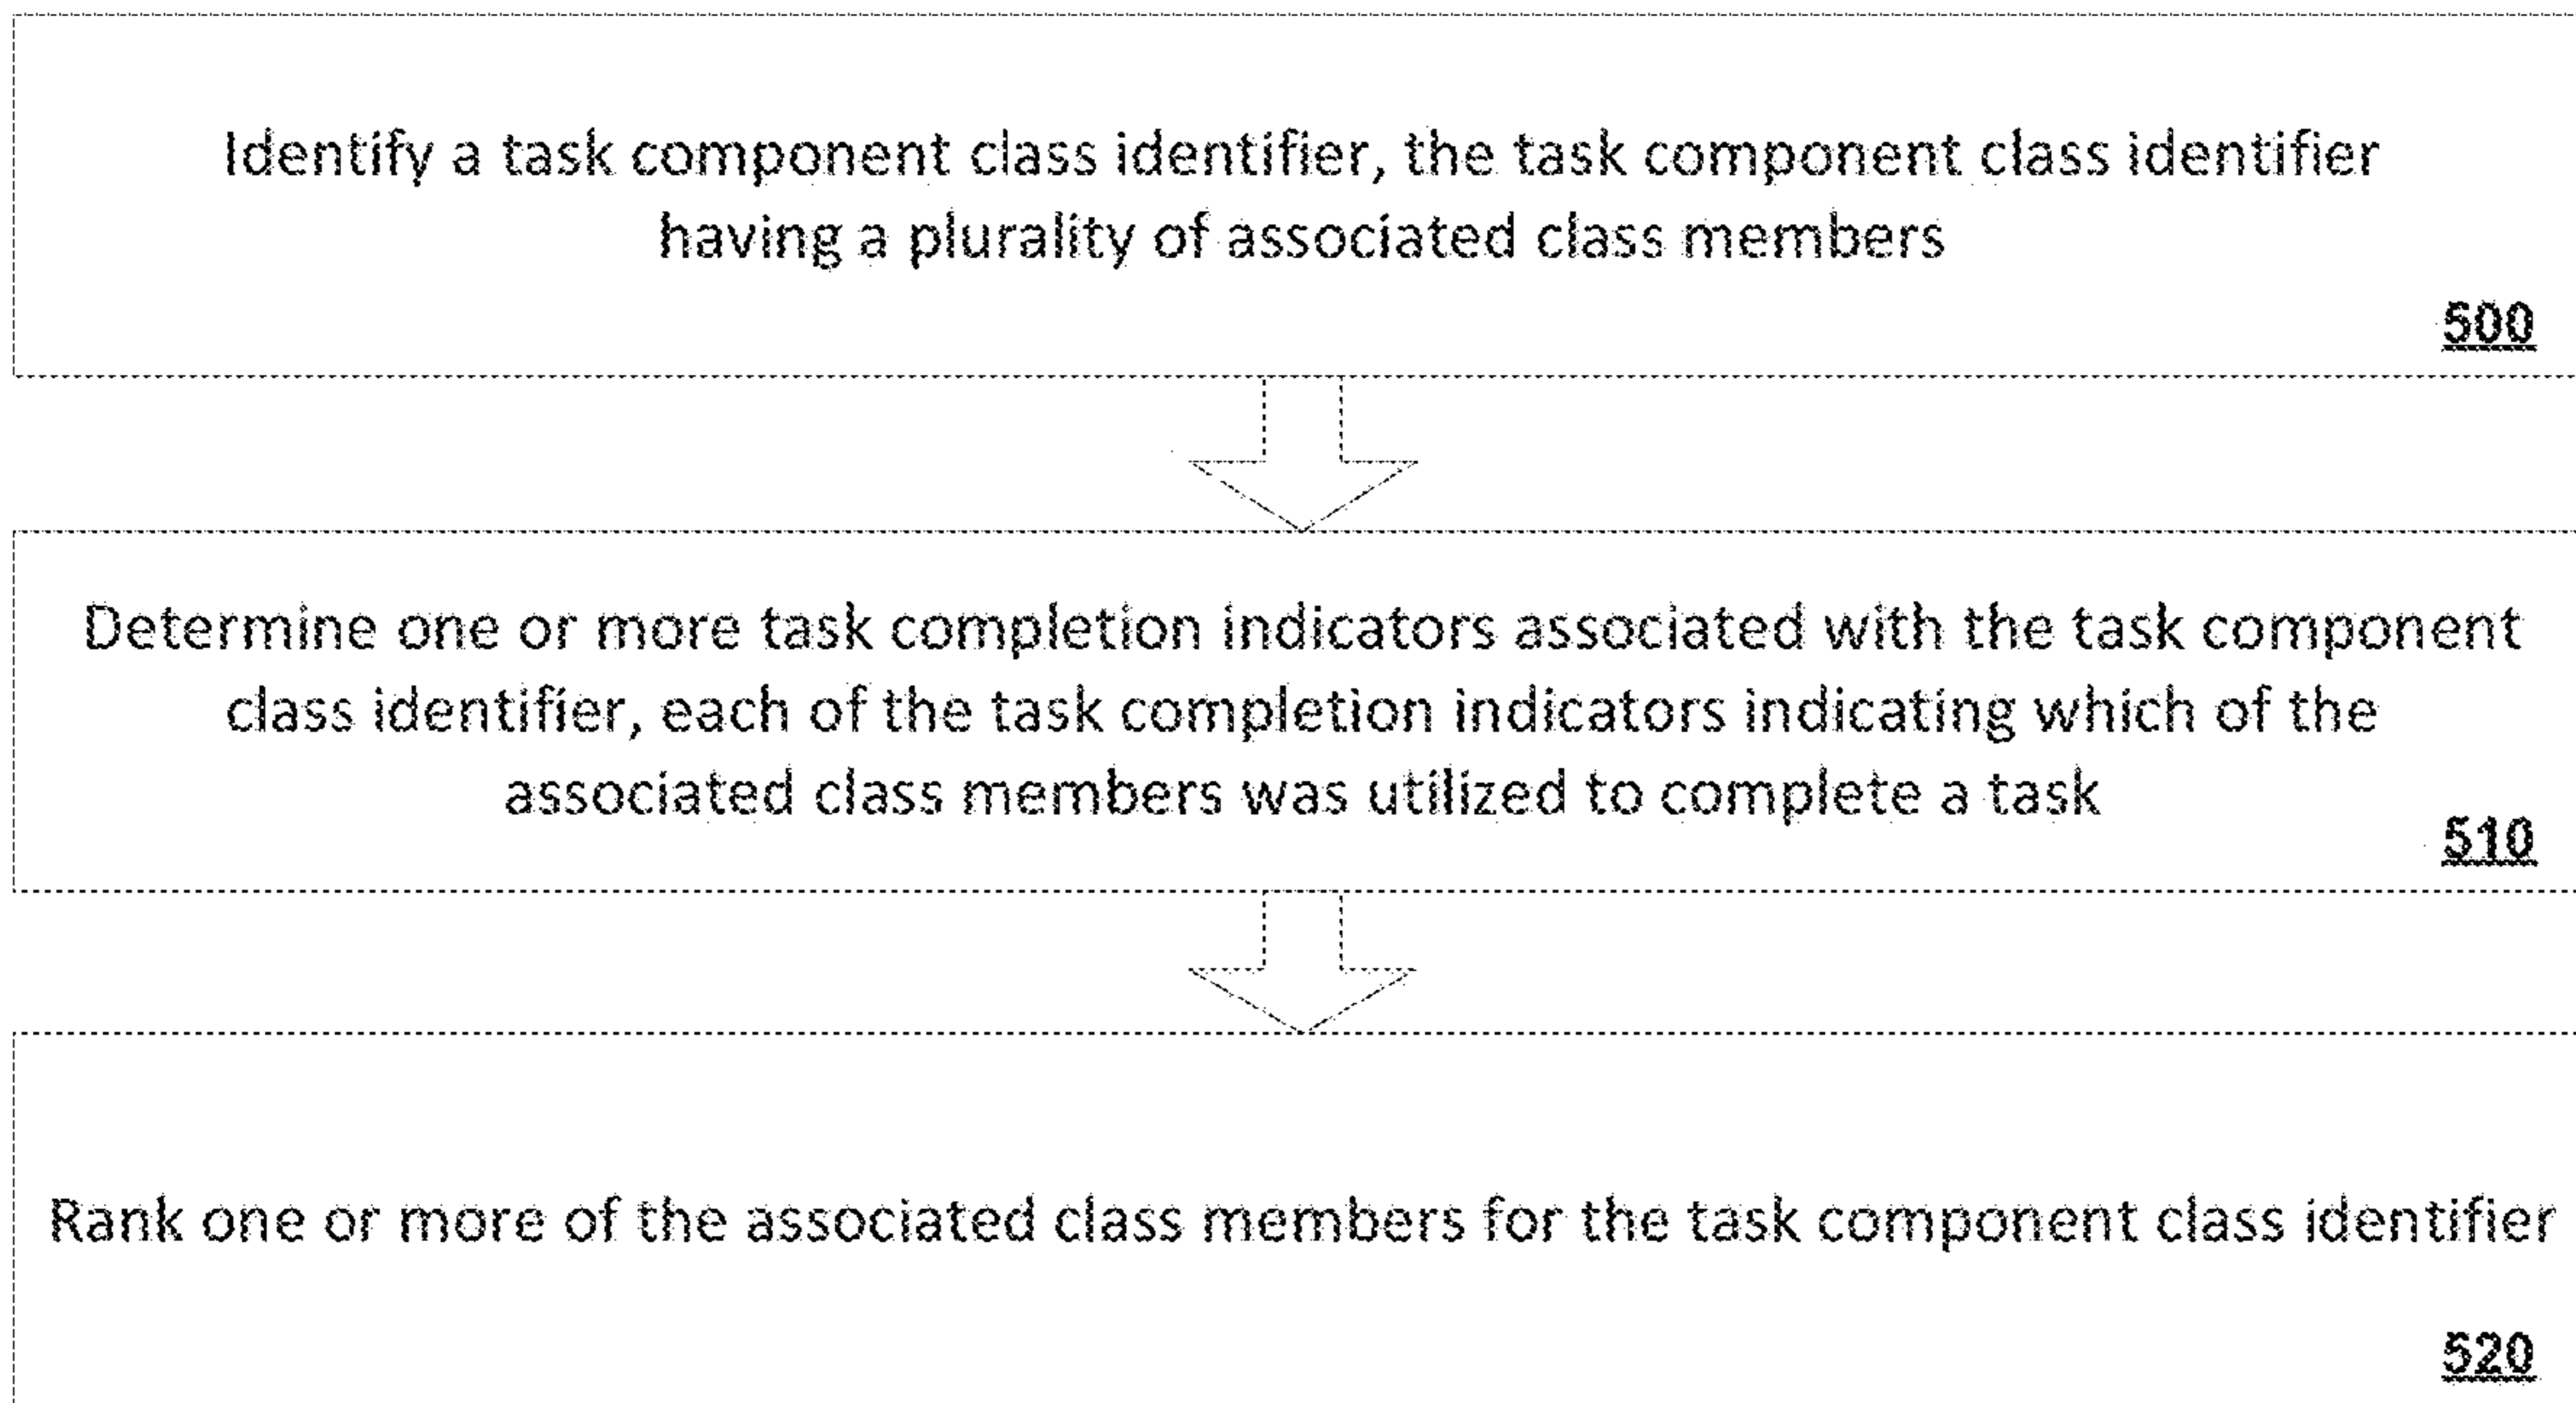 Identify a task component class identifier, the task component class identifier
having a plurality of associated class members
500
Determine one or more task completion indicators associated with the task component
class identifier, each of the task completion indicators indicating which of the
associated class members was utilized to complete a task
510
Rank one or more of the associated class members for the task component class identifier
520